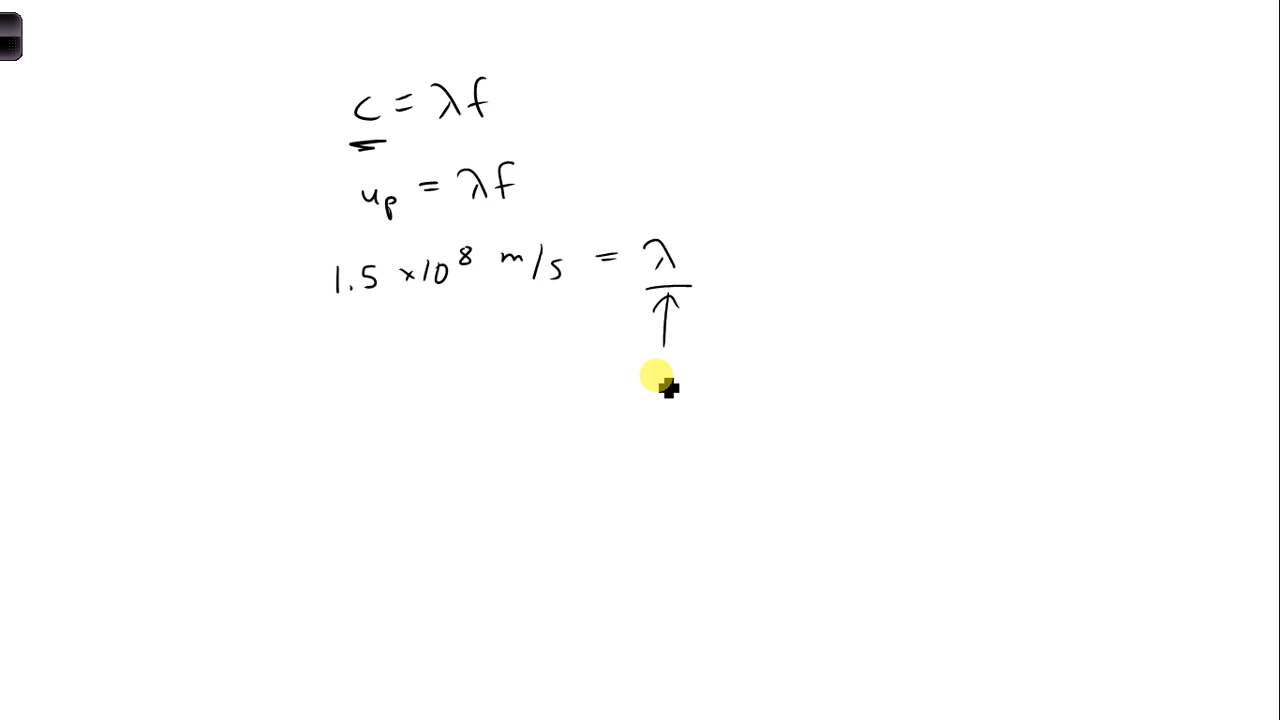 c = λf
u_p = λf
1.5 ×10^8 m/s = λ